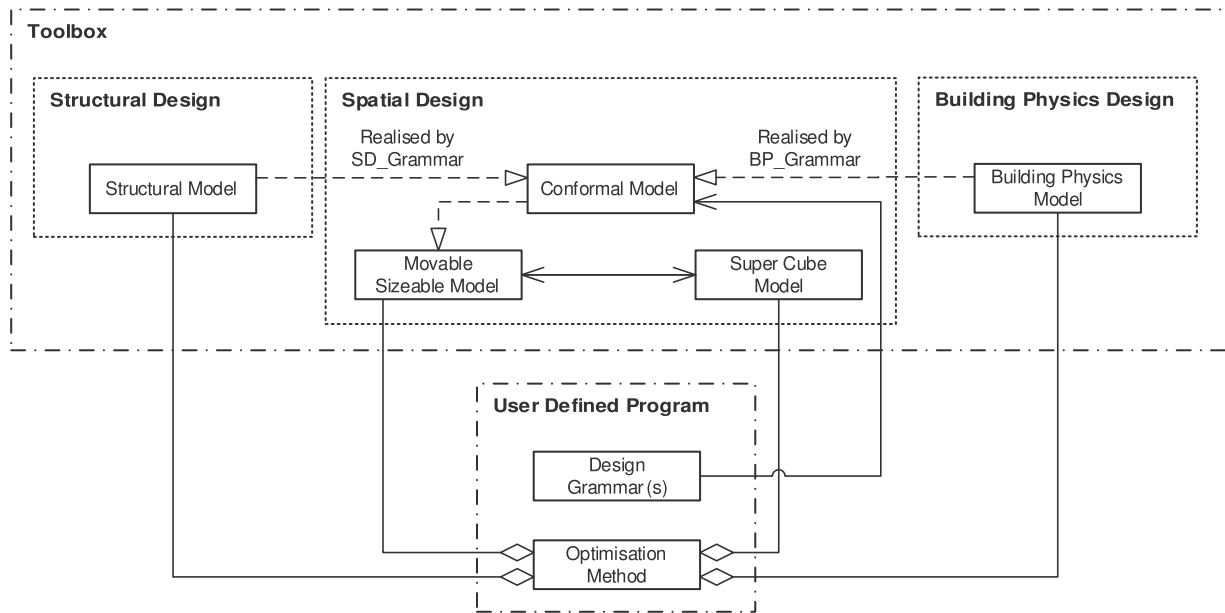 Toolbox
Structural Design
Spatial Design
Building Physics Design
Realised by
SD_Grammar
Realised by
BP_Grammar
Structural Model
Conformal Model
Building Physics
Model
Movable
Sizeable Model
Super Cube
Model
User Defined Program
Design
Grammar(s)
Optimisation
Method